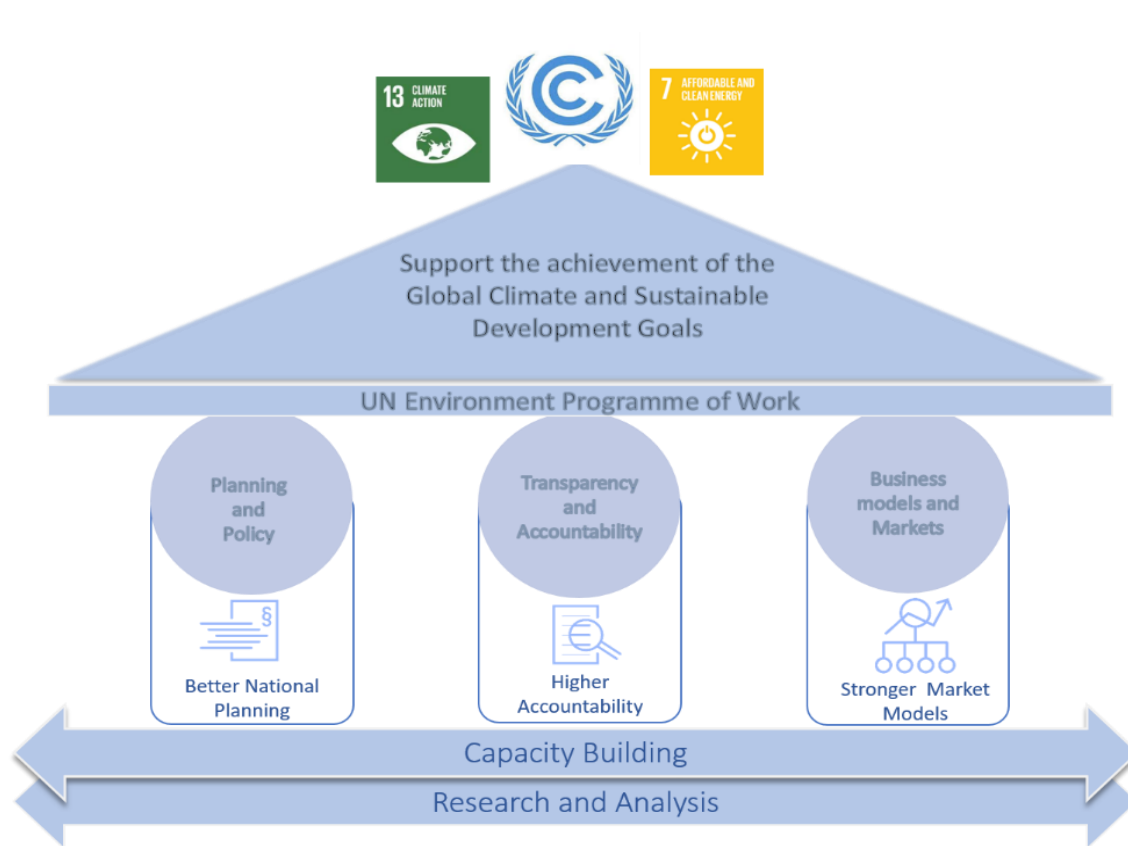 13 CLIMATE
ACTION
7 AFFORDABLE AND
CLEAN ENERGY
Support the achievement of the
Global Climate and Sustainable
Development Goals
UN Environment Programme of Work
Planning
and
Policy
Transparency
and
Accountability
Business
models and
Markets
§
Better National
Planning
Higher
Accountability
Stronger Market
Models
Capacity Building
Research and Analysis